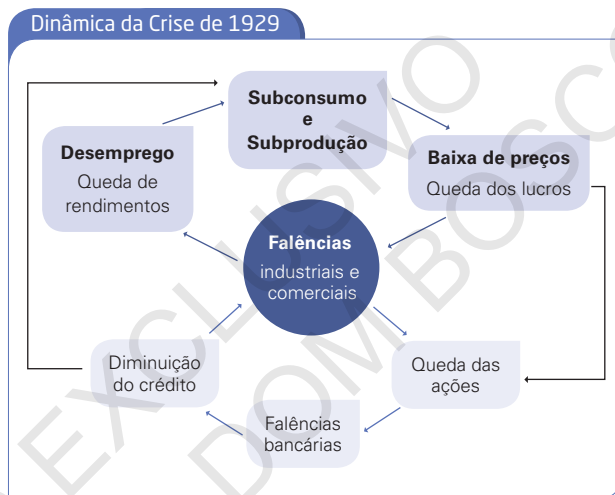 Dinâmica da Crise de 1929
Subconsumo
e
Subprodução
Desemprego
Queda de
rendimentos
Baixa de preços
Queda dos lucros
Falências
industriais e
comerciais
Diminuição
do crédito
Queda das
ações
Falências
bancárias
EXCLUSIVO
DOM BOSCO